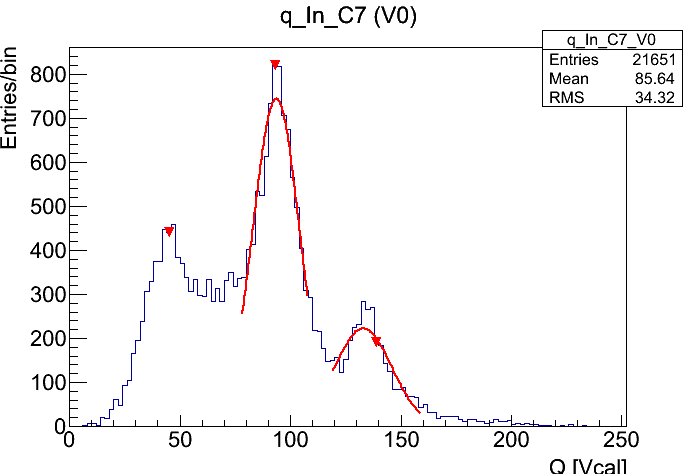 q_In_C7 (V0)
q_In_C7_V0
Entries 21651
Mean 85.64
RMS 34.32
Entries/bin
800
700
600
500
400
300
200
100
0
0 50 100 150 200 250
Q [Vcal]